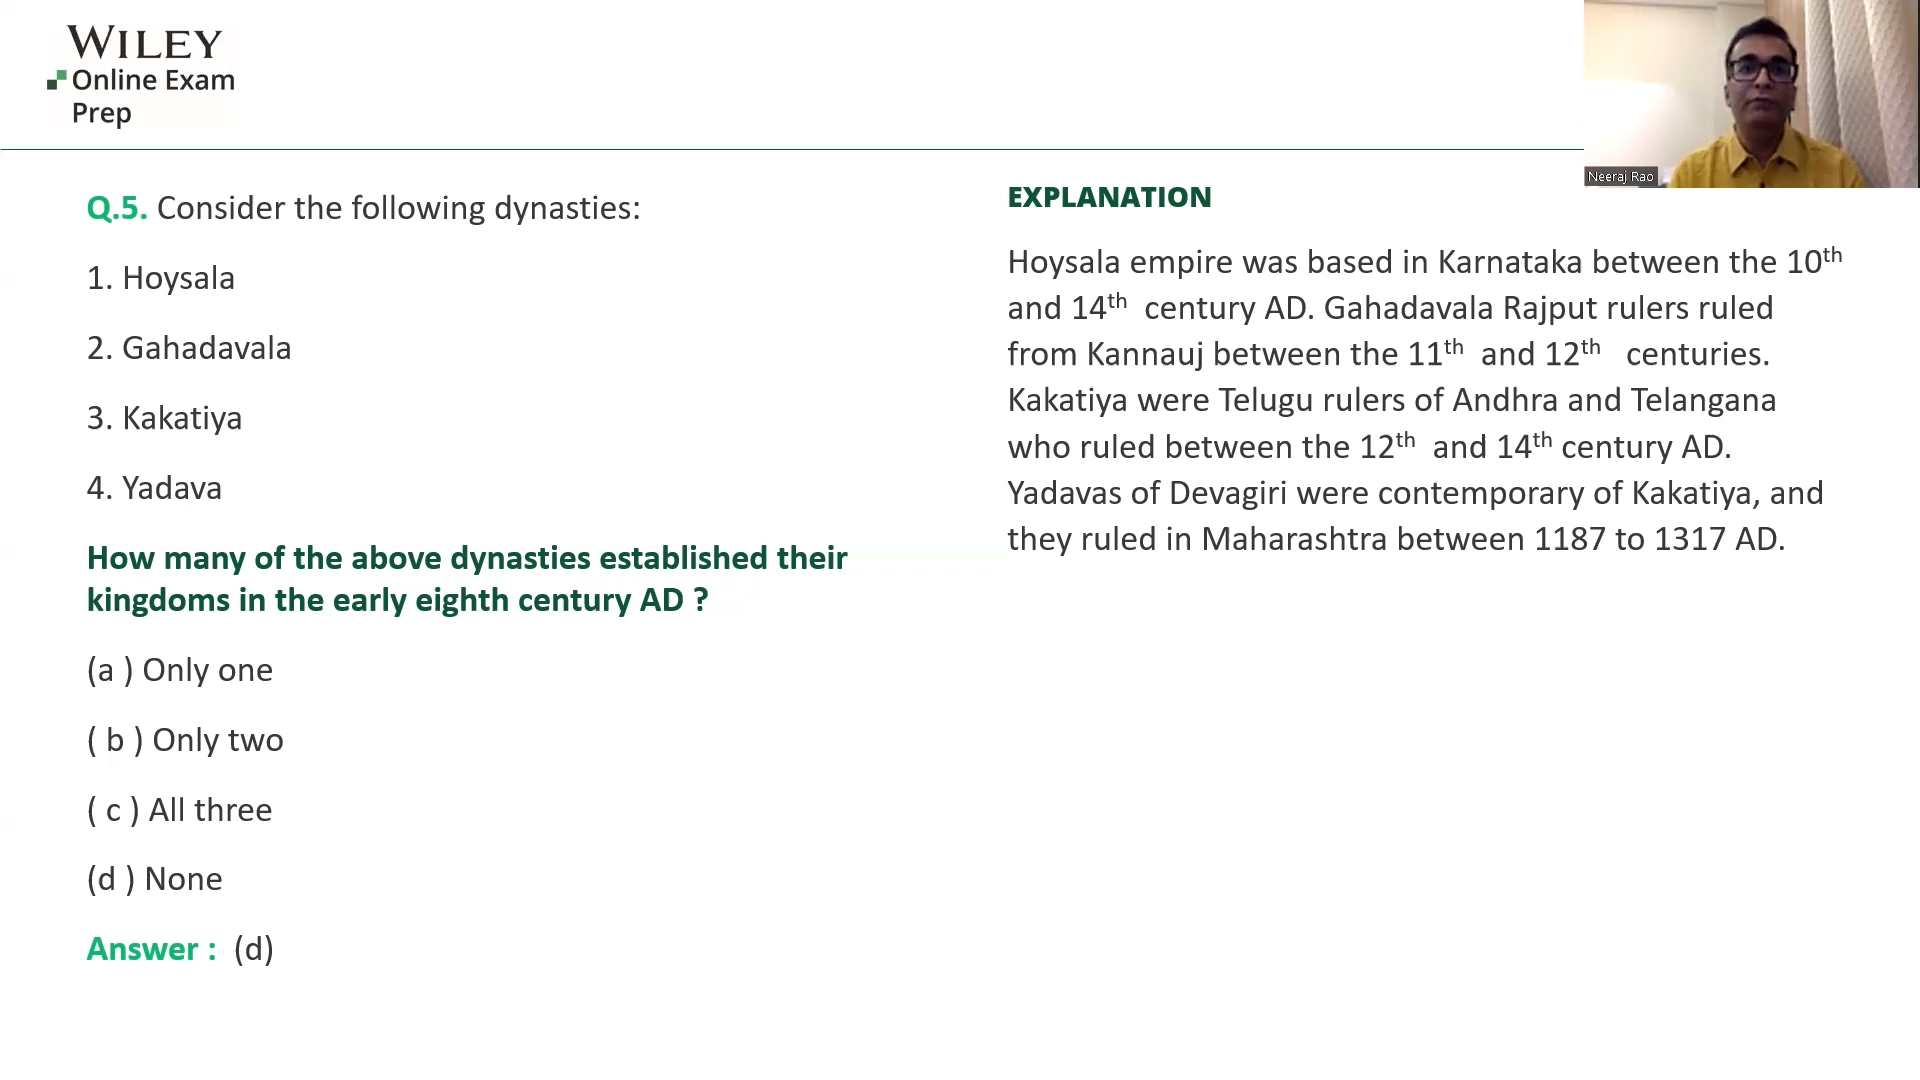 WILEY
Online Exam
Prep
Neeraj Rao
Q.5. Consider the following dynasties:
1. Hoysala
2. Gahadavala
3. Kakatiya
4. Yadava
How many of the above dynasties established their
kingdoms in the early eighth century AD ?
(a ) Only one
( b ) Only two
( c ) All three
(d ) None
Answer : (d)
EXPLANATION
Hoysala empire was based in Karnataka between the 10th
and 14th century AD. Gahadavala Rajput rulers ruled
from Kannauj between the 11th and 12th centuries.
Kakatiya were Telugu rulers of Andhra and Telangana
who ruled between the 12th and 14th century AD.
Yadavas of Devagiri were contemporary of Kakatiya, and
they ruled in Maharashtra between 1187 to 1317 AD.